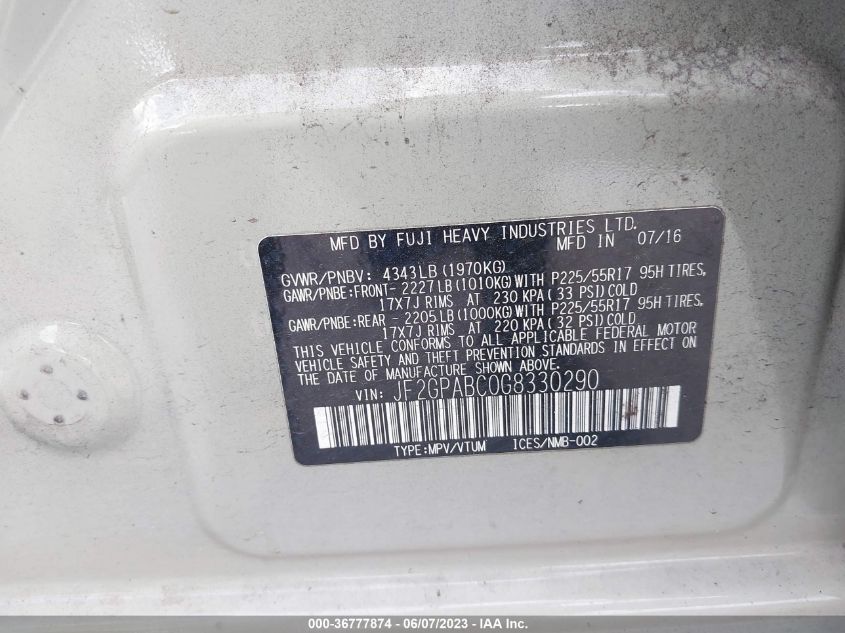 MFD BY FUJI HEAVY INDUSTRIES LTD.
MFD IN 07/16
GVWR/PNBV: 4343LB (1970KG)
GAWR/PNBE:FRONT- 2227LB (1010KG) WITH P225/55R17 95H TIRES,
17X7J RIMS AT 230 KPA (33 PSI) COLD
GAWR/PNBE:REAR - 2205LB (1000KG) WITH P225/55R17 95H TIRES,
17X7J RIMS AT 220 KPA (32 PSI) COLD
THIS VEHICLE CONFORMS TO ALL APPLICABLE FEDERAL MOTOR
VEHICLE SAFETY AND THEFT PREVENTION STANDARDS IN EFFECT ON
THE DATE OF MANUFACTURE SHOWN ABOVE.
VIN: JF2GPABC0G8330290
TYPE:MPV/VTUM ICES/NMB-002
000-36777874 - 06/07/2023 - IAA Inc.